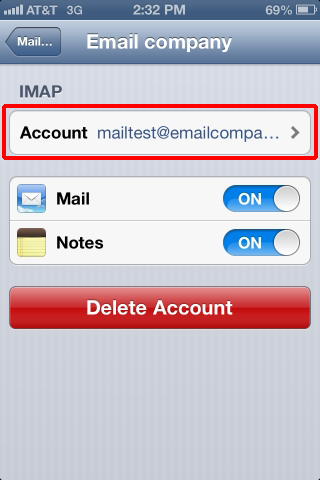 AT&T 3G 2:32 PM 69%
Mail... Email company
IMAP
Account mailtest@emailcompa...
Mail ON
Notes ON
Delete Account